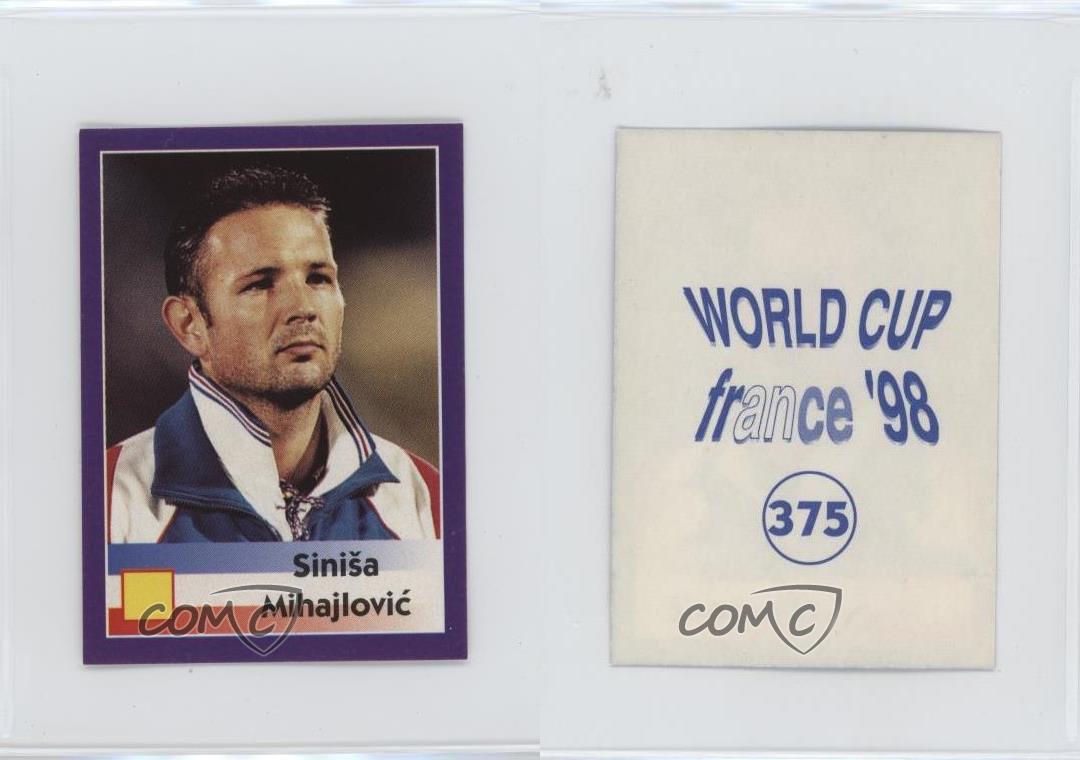 Siniša
Mihajlović
COMC
WORLD CUP
france '98
375
COMC